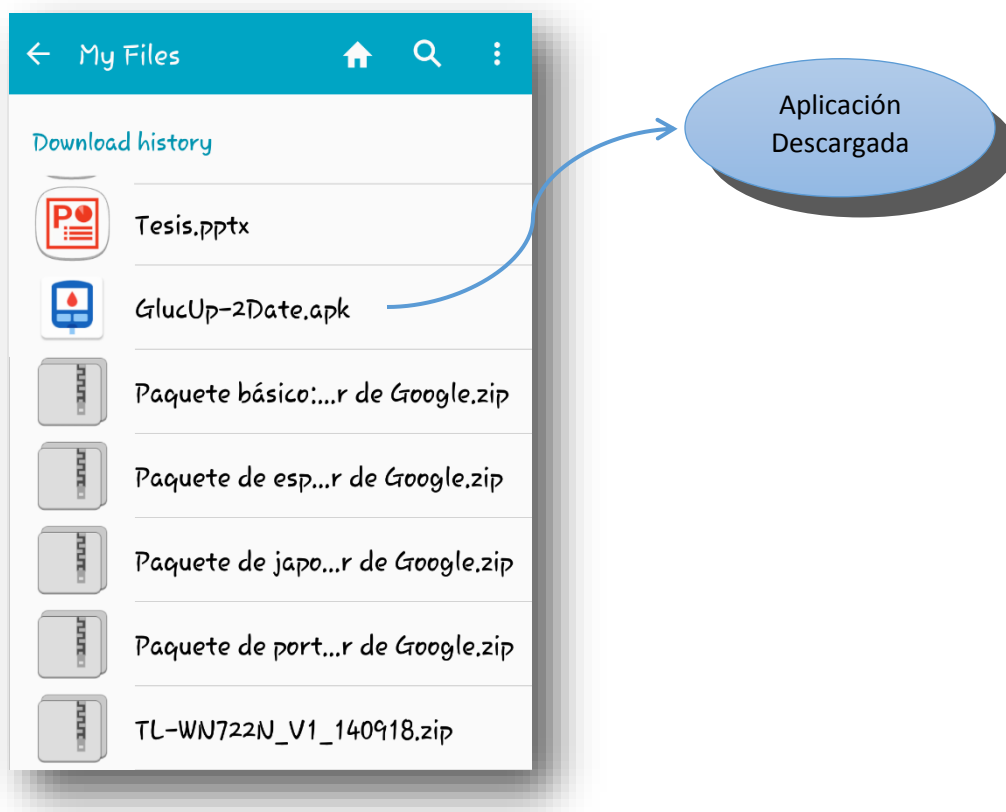 My Files
Aplicación
Descargada
Download history
Tesis.pptx
GlucUp-2Date.apk
Paquete básico:...r de Google.zip
Paquete de esp...r de Google.zip
Paquete de japo...r de Google.zip
Paquete de port...r de Google.zip
TL-WN722N_V1_140918.zip